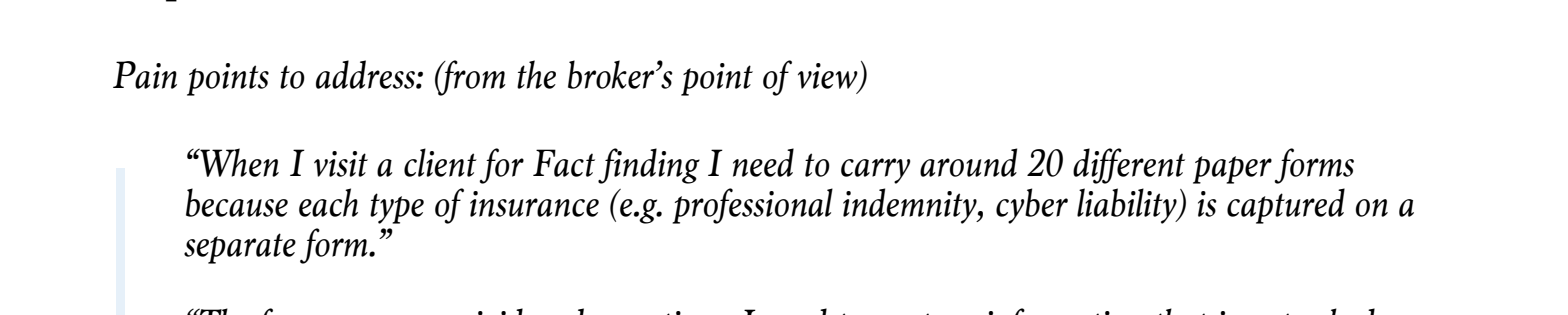 Pain points to address: (from the broker’s point of view)
“When I visit a client for Fact finding I need to carry around 20 different paper forms
because each type of insurance (e.g. professional indemnity, cyber liability) is captured on a
separate form.”